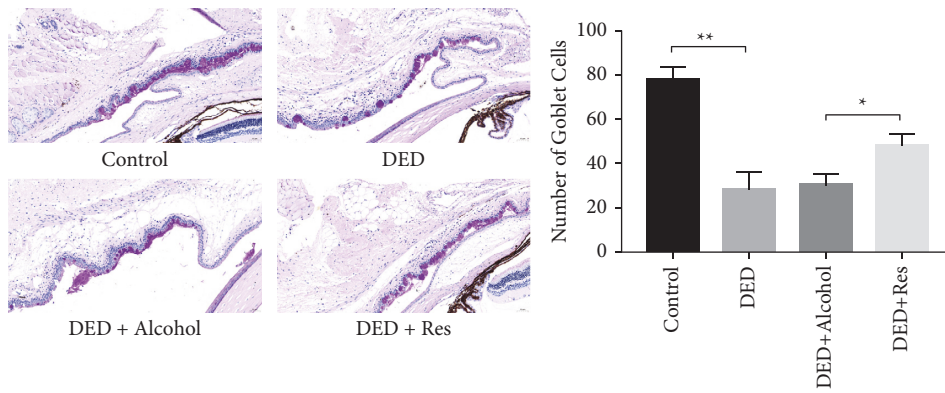 Control
DED
DED + Alcohol
DED + Res
Number of Goblet Cells
100
80
60
40
20
0
**
*
Control
DED
DED+Alcohol
DED+Res